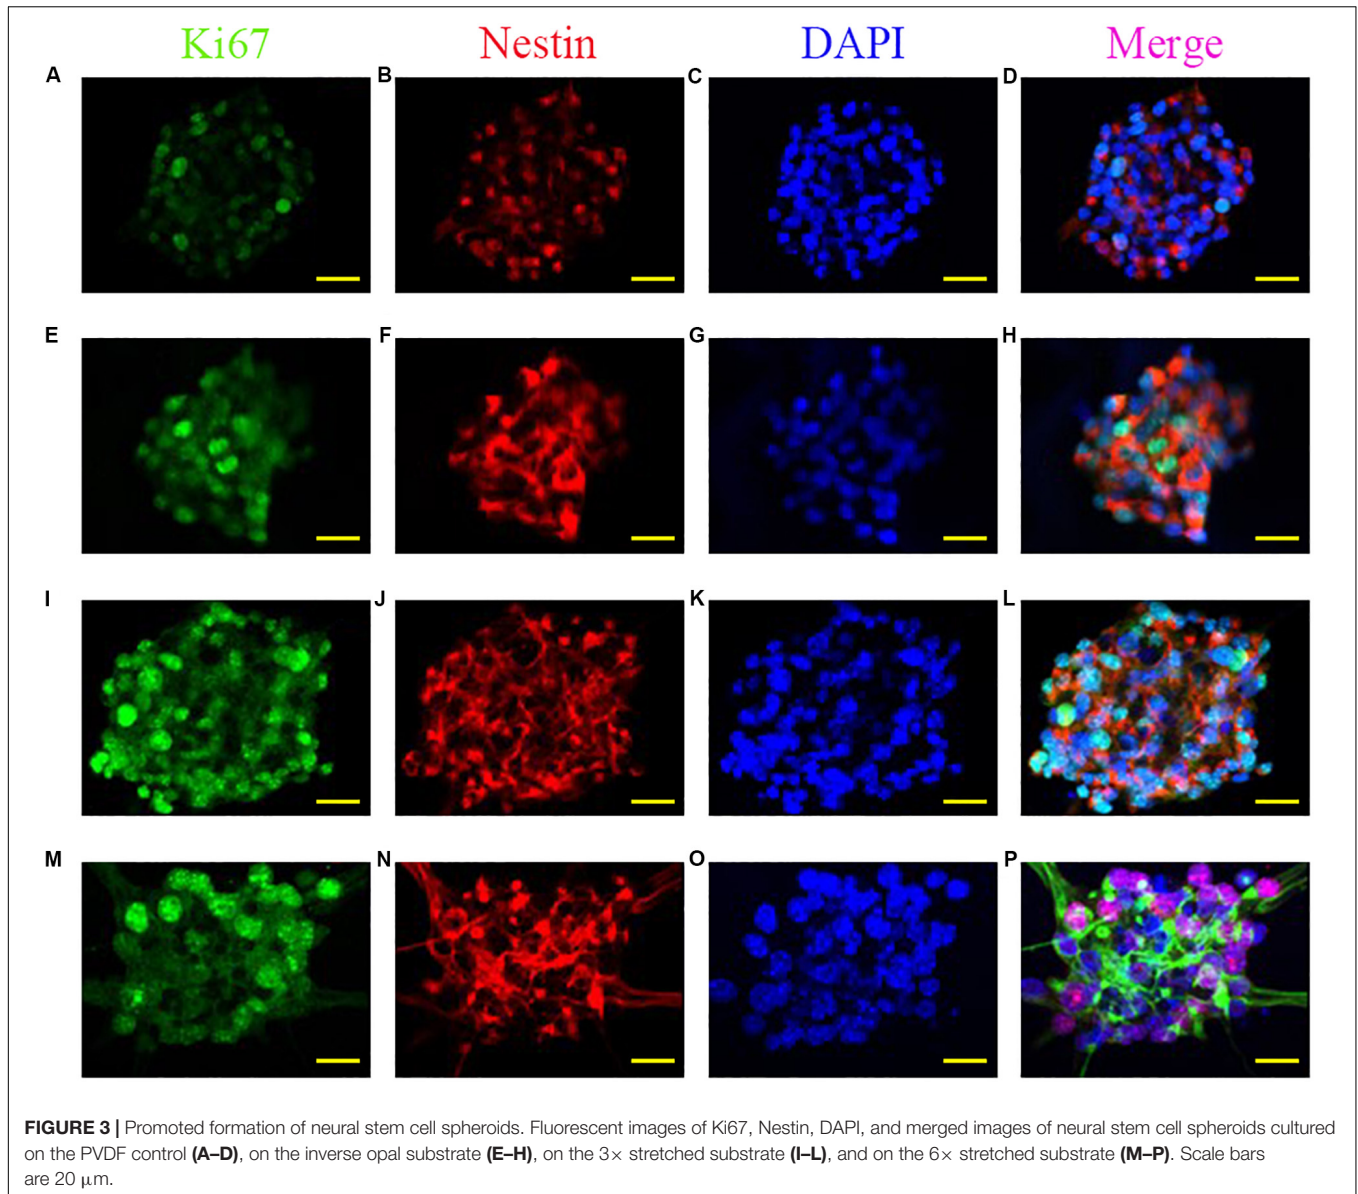 Ki67 Nestin DAPI Merge
A B C D
E F G H
I J K L
M N O P
FIGURE 3 | Promoted formation of neural stem cell spheroids. Fluorescent images of Ki67, Nestin, DAPI, and merged images of neural stem cell spheroids cultured
on the PVDF control (A–D), on the inverse opal substrate (E–H), on the 3× stretched substrate (I–L), and on the 6× stretched substrate (M–P). Scale bars
are 20 μm.